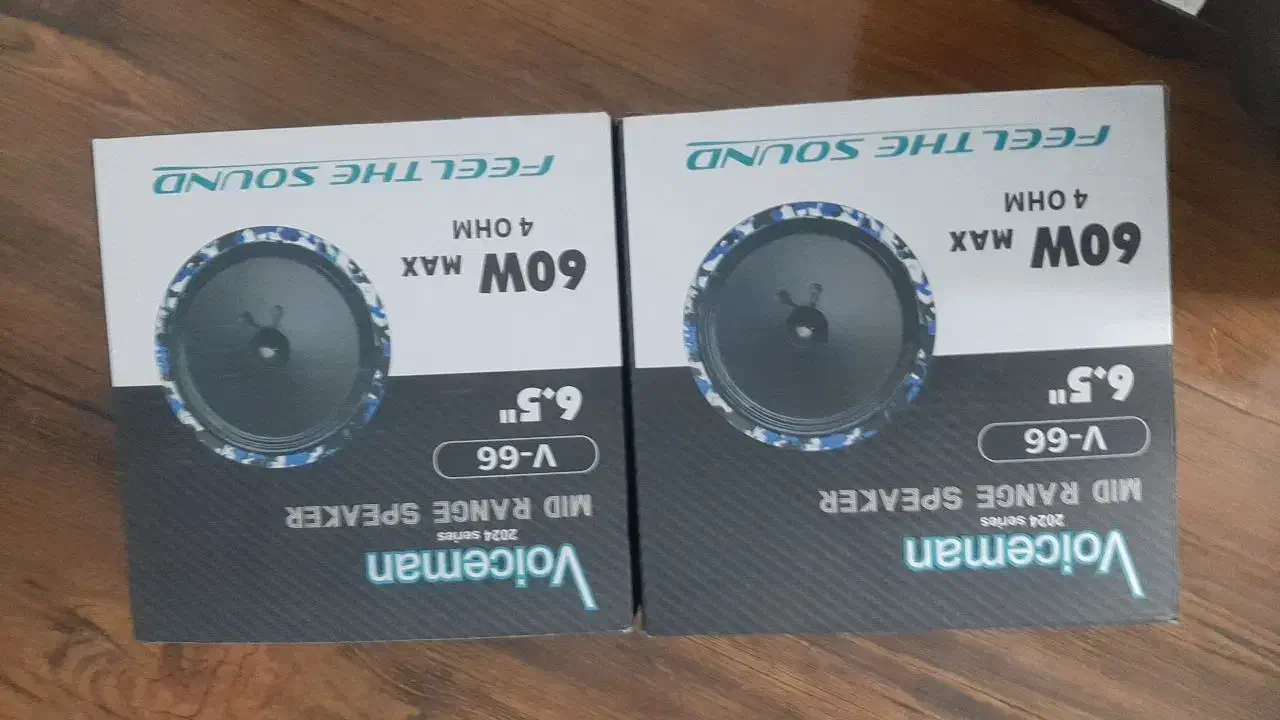 Voiceman
2024 series
MID RANGE SPEAKER
V-66
6.5"
60W MAX
4 OHM
FEEL THE SOUND
Voiceman
2024 series
MID RANGE SPEAKER
V-66
6.5"
60W MAX
4 OHM
FEEL THE SOUND